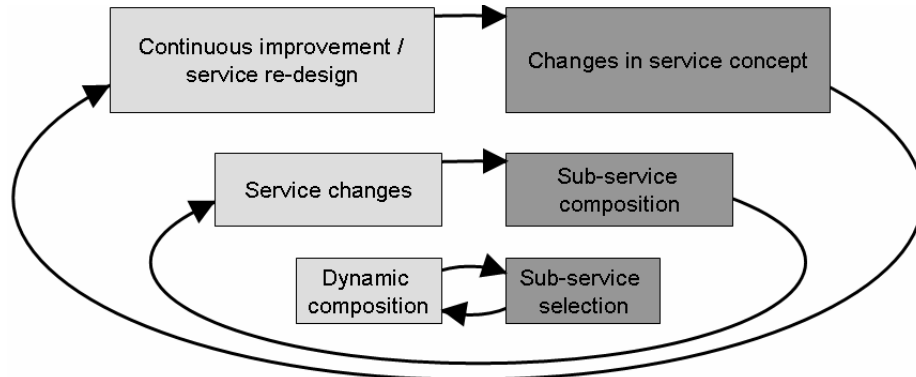 Continuous improvement /
service re-design
Changes in service concept
Service changes
Sub-service
composition
Dynamic
composition
Sub-service
selection